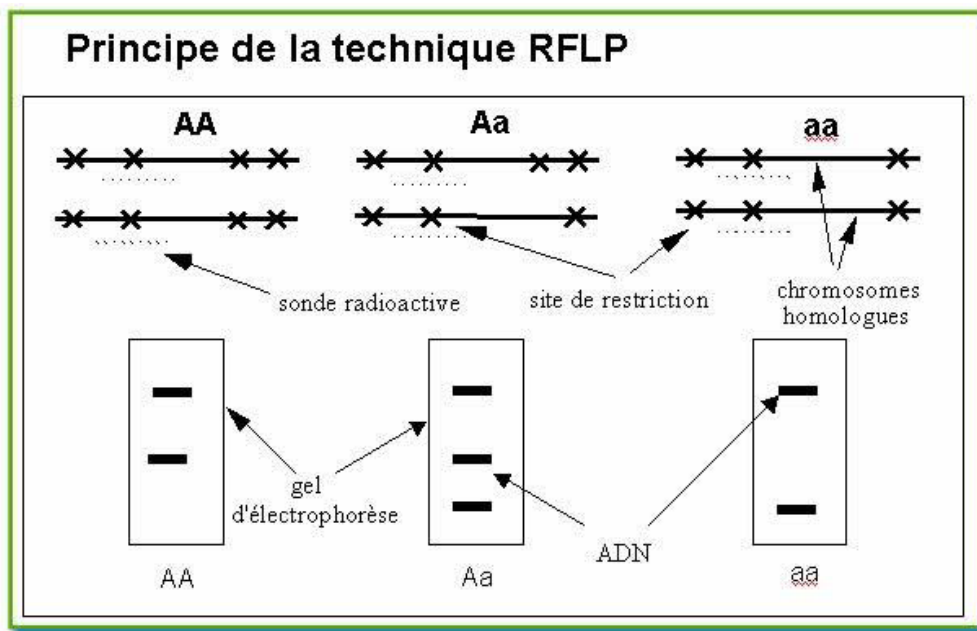 Principe de la technique RFLP
AA
Aa
aa
sonde radioactive
site de restriction
chromosomes
homologues
gel
d'électrophorèse
ADN
AA
Aa
aa